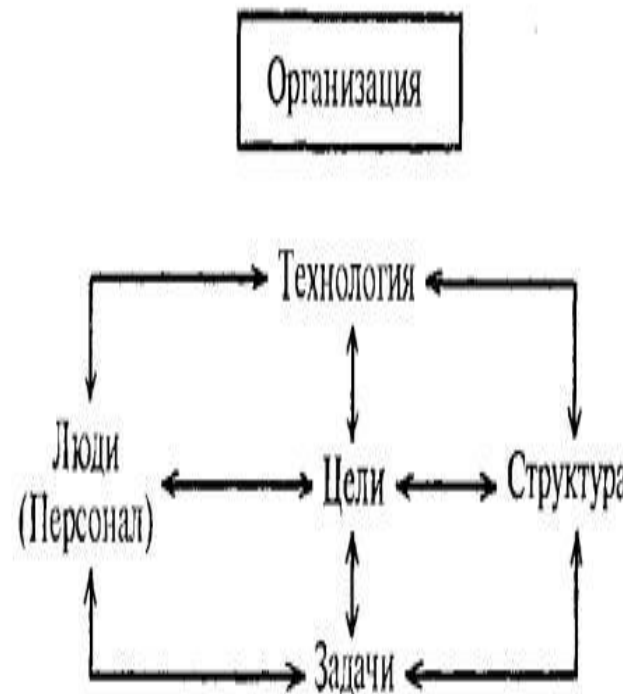 Организация
Технология
Люди
(Персонал)
Цели
Структура
Задачи